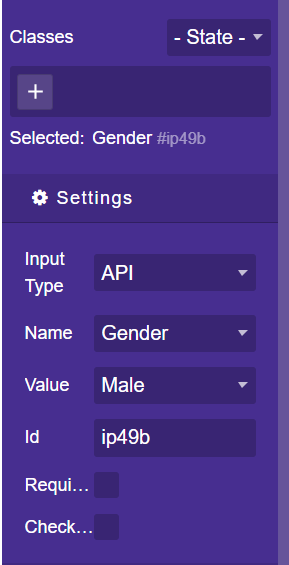 Classes - State -
+
Selected: Gender #ip49b
Settings
Input Type API
Name Gender
Value Male
Id ip49b
Requi...
Check...